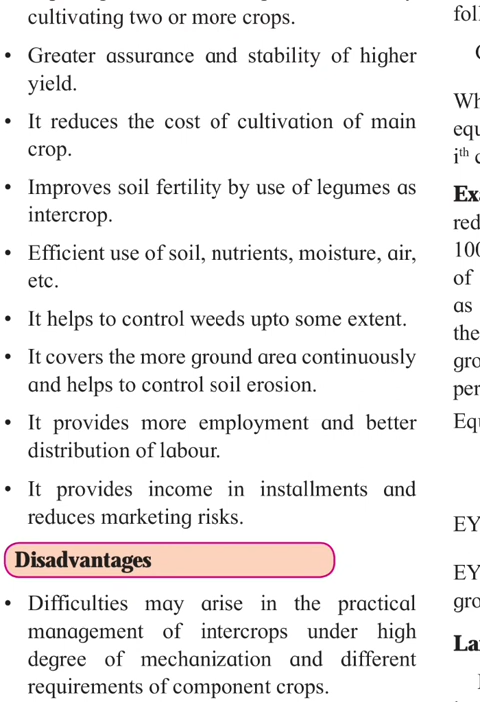 cultivating two or more crops.
• Greater assurance and stability of higher
yield.
• It reduces the cost of cultivation of main
crop.
• Improves soil fertility by use of legumes as
intercrop.
• Efficient use of soil, nutrients, moisture, air,
etc.
• It helps to control weeds upto some extent.
• It covers the more ground area continuously
and helps to control soil erosion.
• It provides more employment and better
distribution of labour.
• It provides income in installments and
reduces marketing risks.
Disadvantages
• Difficulties may arise in the practical
management of intercrops under high
degree of mechanization and different
requirements of component crops.
100
of
as
EY
EY